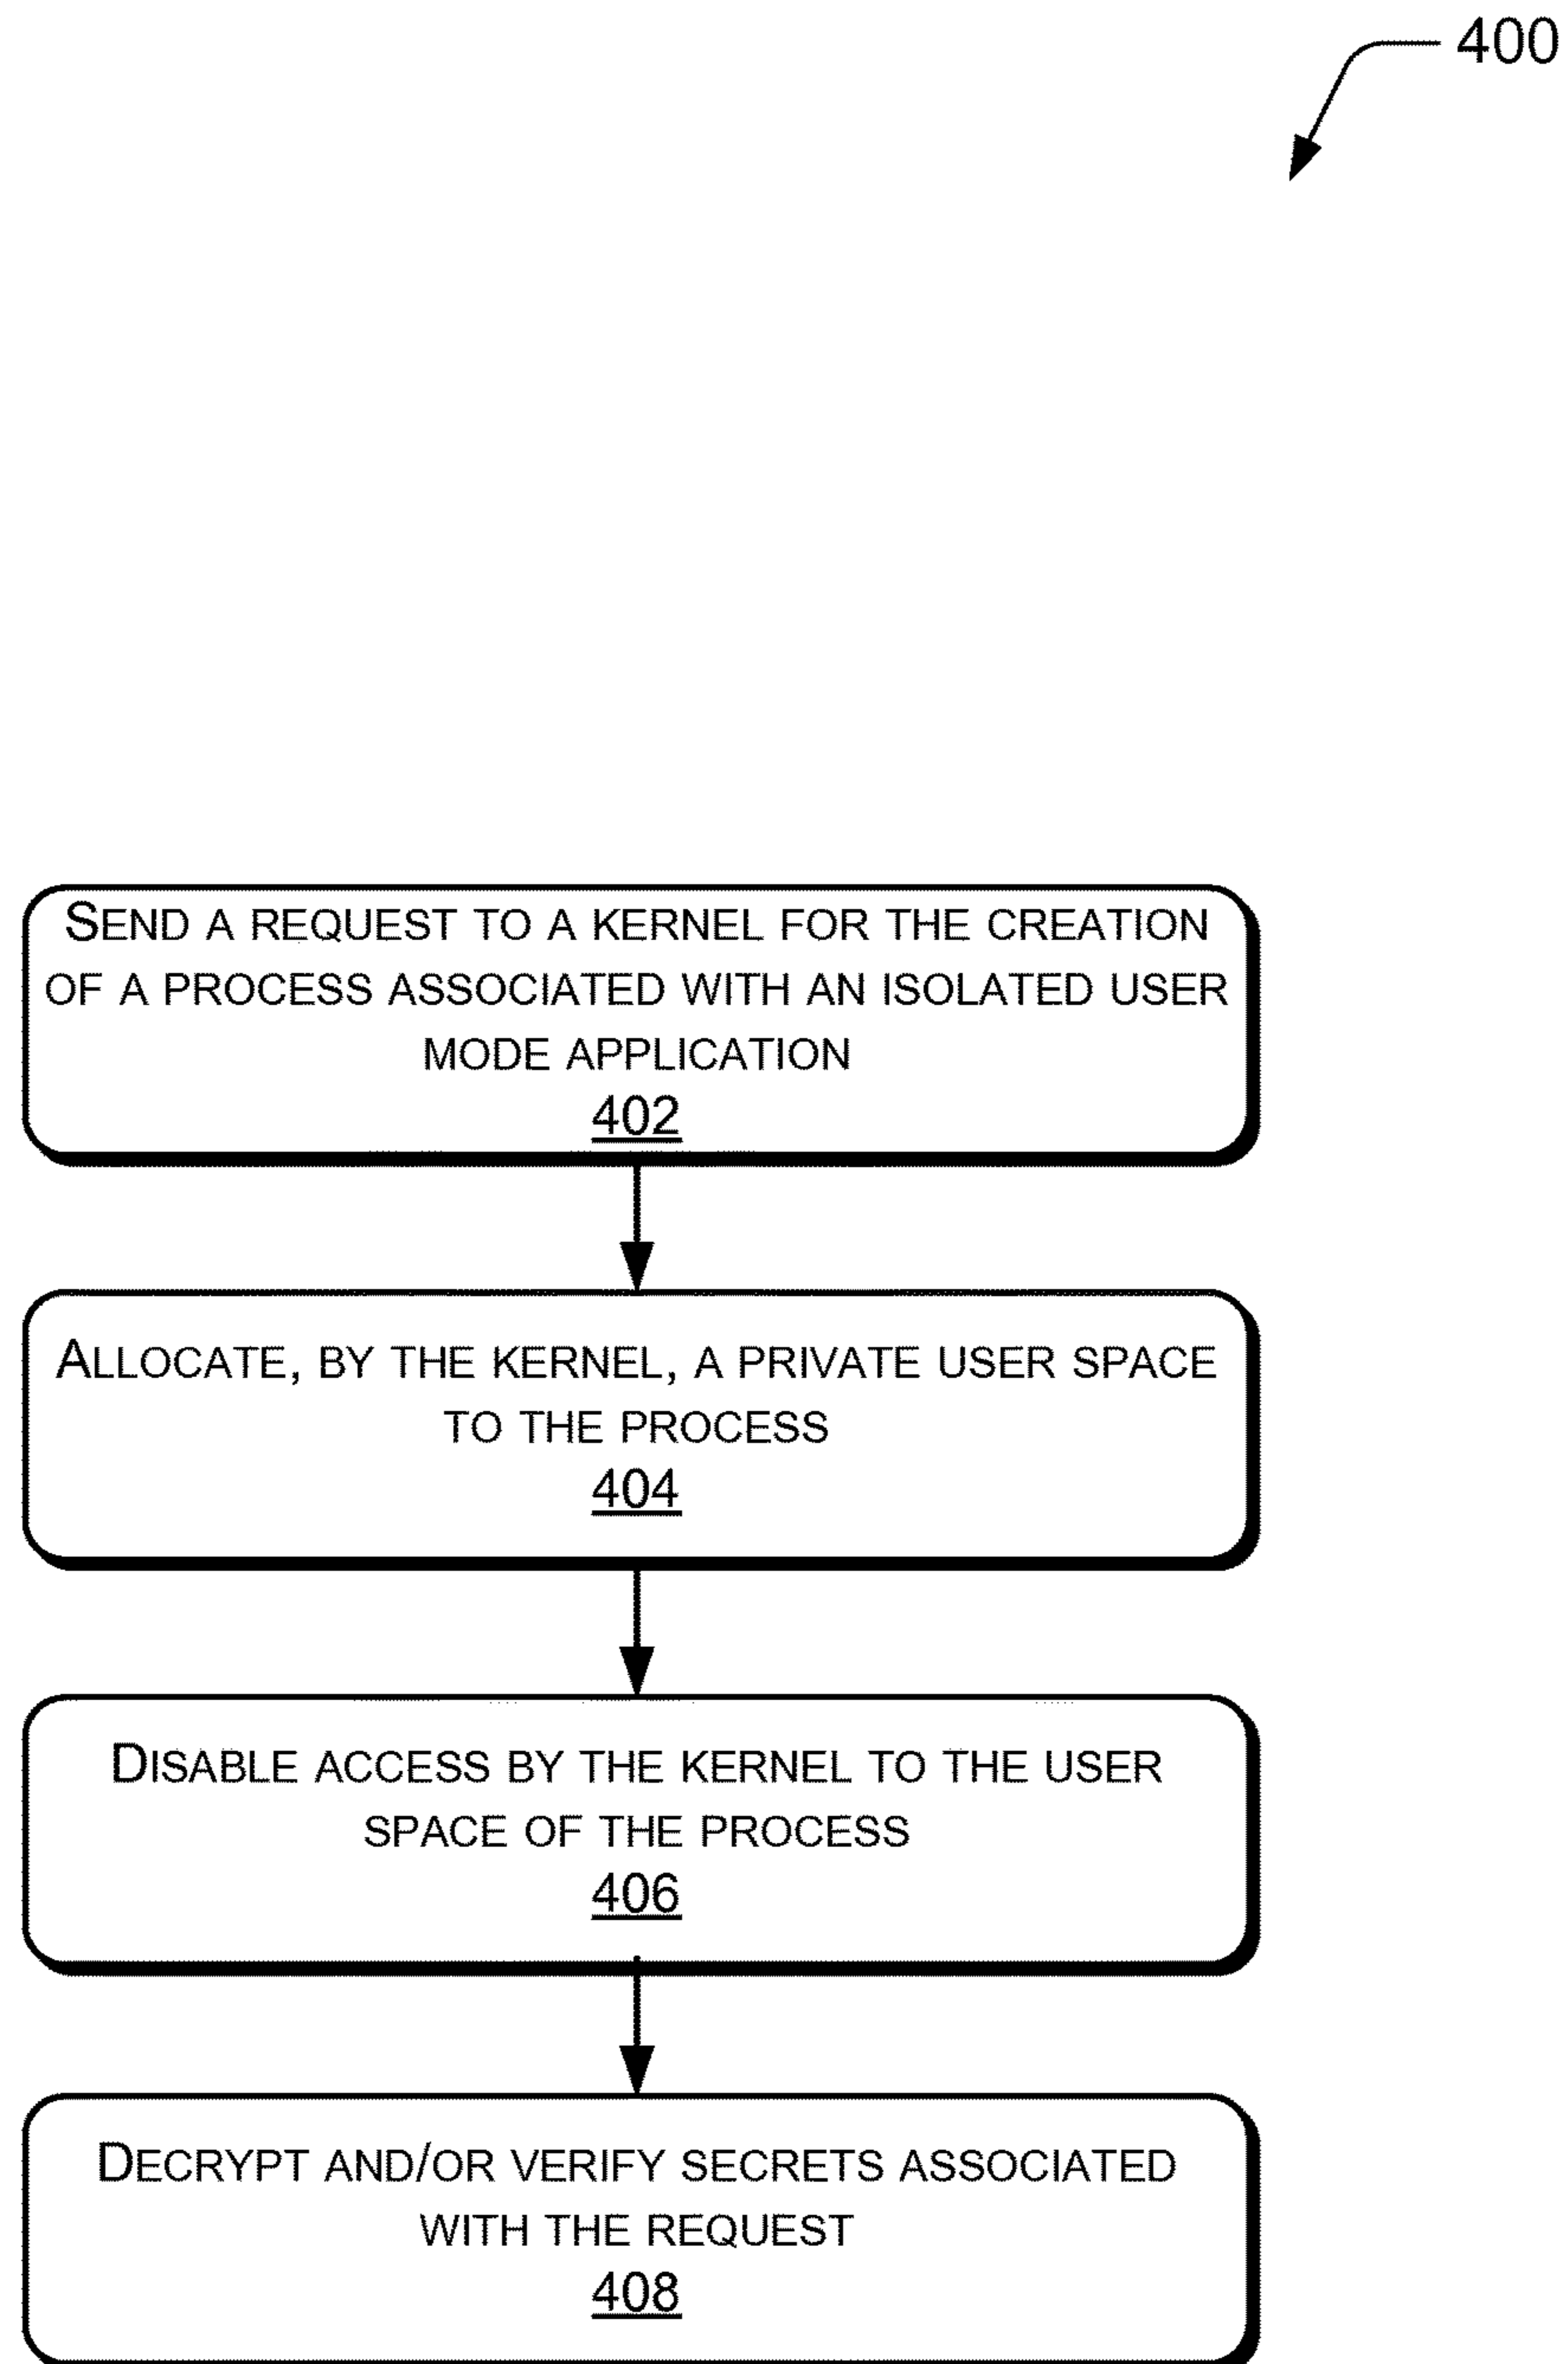 400
SEND A REQUEST TO A KERNEL FOR THE CREATION
OF A PROCESS ASSOCIATED WITH AN ISOLATED USER
MODE APPLICATION
402
ALLOCATE, BY THE KERNEL, A PRIVATE USER SPACE
TO THE PROCESS
404
DISABLE ACCESS BY THE KERNEL TO THE USER
SPACE OF THE PROCESS
406
DECRYPT AND/OR VERIFY SECRETS ASSOCIATED
WITH THE REQUEST
408